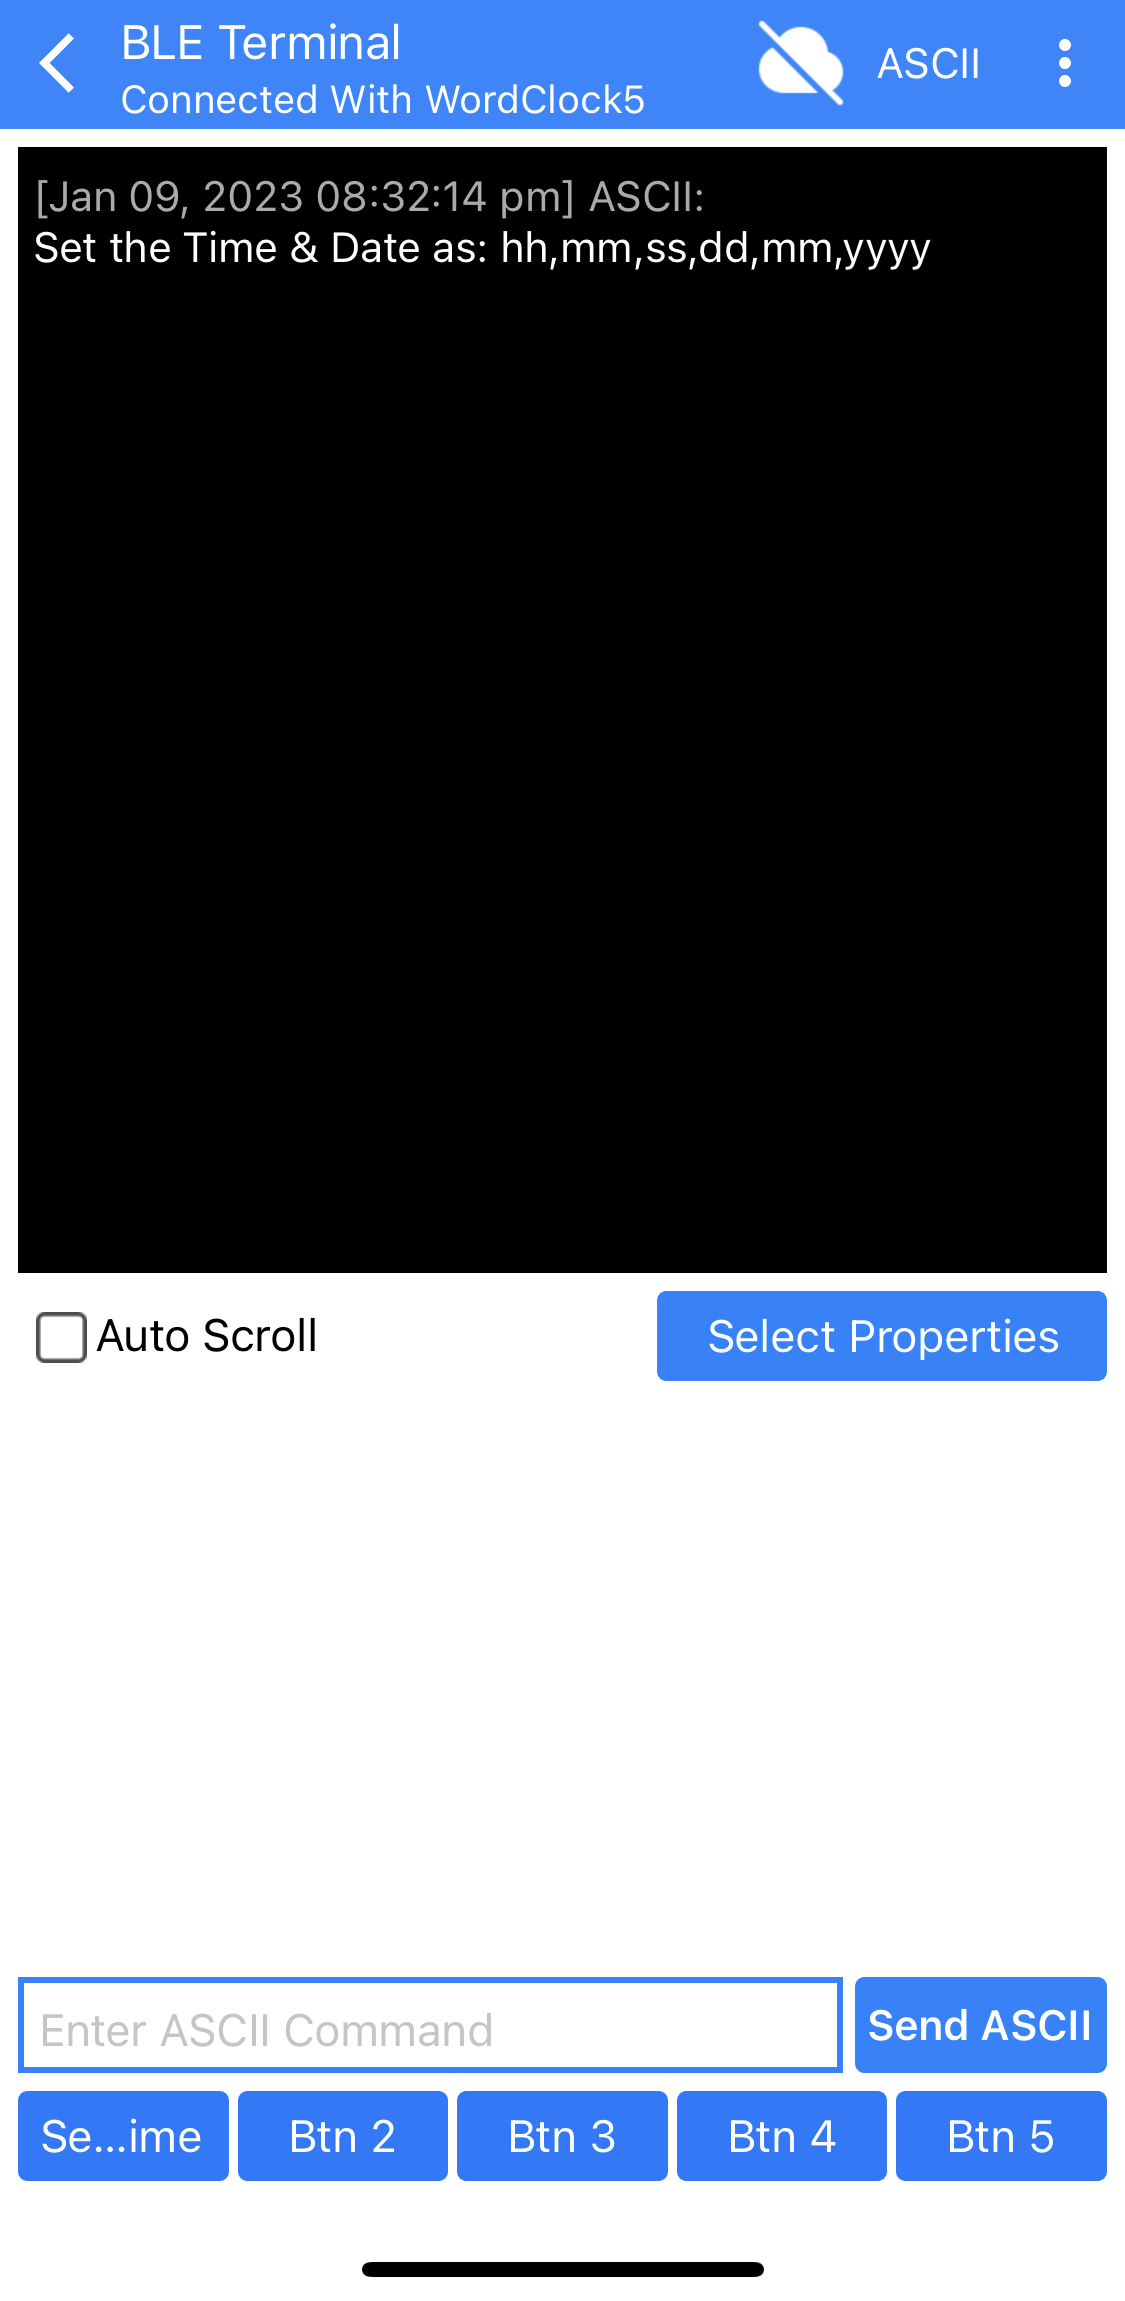 BLE Terminal
Connected With WordClock5
ASCII
[Jan 09, 2023 08:32:14 pm] ASCII:
Set the Time & Date as: hh,mm,ss,dd,mm,yyyy
Auto Scroll
Select Properties
Enter ASCII Command
Send ASCII
Se...ime
Btn 2
Btn 3
Btn 4
Btn 5